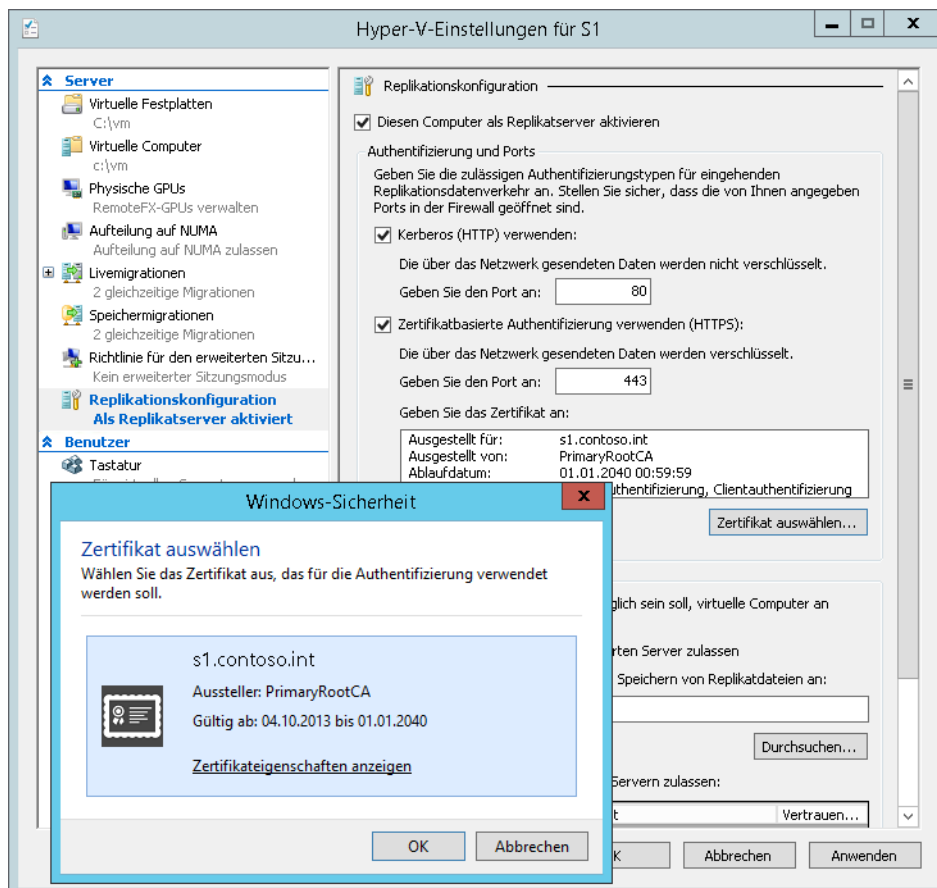 Hyper-V-Einstellungen für S1
Server
Virtuelle Festplatten
C:\vm
Virtuelle Computer
c:\vm
Physische GPUs
RemoteFX-GPUs verwalten
Aufteilung auf NUMA
Aufteilung auf NUMA zulassen
Livemigrationen
2 gleichzeitige Migrationen
Speichermigrationen
2 gleichzeitige Migrationen
Richtlinie für den erweiterten Sitzu...
Kein erweiterter Sitzungsmodus
Replikationskonfiguration
Als Replikatserver aktiviert
Benutzer
Tastatur
Replikationskonfiguration
Diesen Computer als Replikatserver aktivieren
Authentifizierung und Ports
Geben Sie die zulässigen Authentifizierungstypen für eingehenden
Replikationsdatenverkehr an. Stellen Sie sicher, dass die von Ihnen angegeben
Ports in der Firewall geöffnet sind.
Kerberos (HTTP) verwenden:
Die über das Netzwerk gesendeten Daten werden nicht verschlüsselt.
Geben Sie den Port an: 80
Zertifikatbasierte Authentifizierung verwenden (HTTPS):
Die über das Netzwerk gesendeten Daten werden verschlüsselt.
Geben Sie den Port an: 443
Geben Sie das Zertifikat an:
Ausgestellt für: s1.contoso.int
Ausgestellt von: PrimaryRootCA
Ablaufdatum: 01.01.2040 00:59:59
uthentifizierung, Clientauthentifizierung
Zertifikat auswählen...
glich sein soll, virtuelle Computer an
rten Server zulassen
Speichern von Replikatdateien an:
Durchsuchen...
Servern zulassen:
t Vertrauen...
K Abbrechen Anwenden
Windows-Sicherheit
Zertifikat auswählen
Wählen Sie das Zertifikat aus, das für die Authentifizierung verwendet
werden soll.
s1.contoso.int
Aussteller: PrimaryRootCA
Gültig ab: 04.10.2013 bis 01.01.2040
Zertifikateigenschaften anzeigen
OK Abbrechen